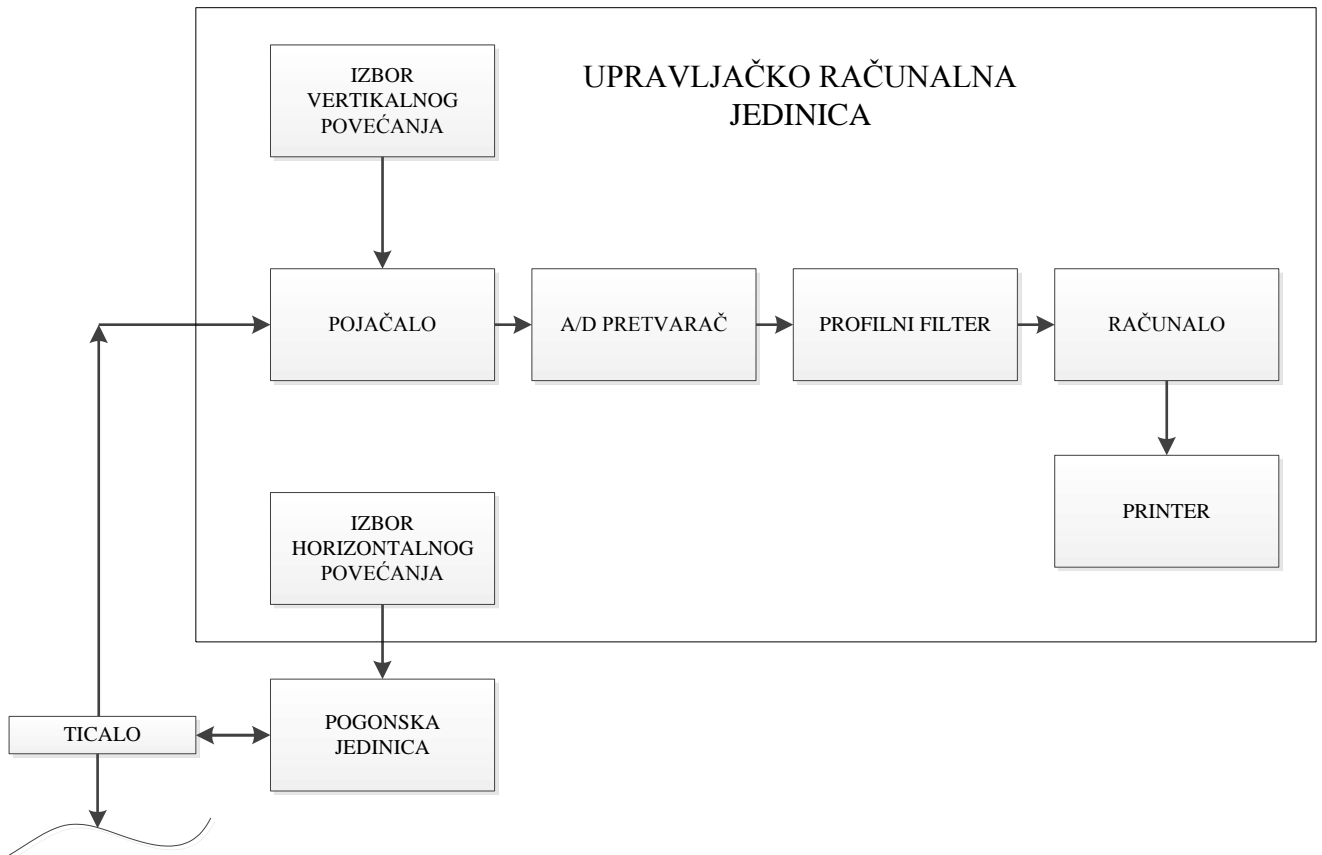 UPRAVLJAČKO RAČUNALNA
JEDINICA
IZBOR
VERTIKALNOG
POVEĆANJA
POJAČALO
A/D PRETVARAČ
PROFILNI FILTER
RAČUNALO
PRINTER
IZBOR
HORIZONTALNOG
POVEĆANJA
TICALO
POGONSKA
JEDINICA